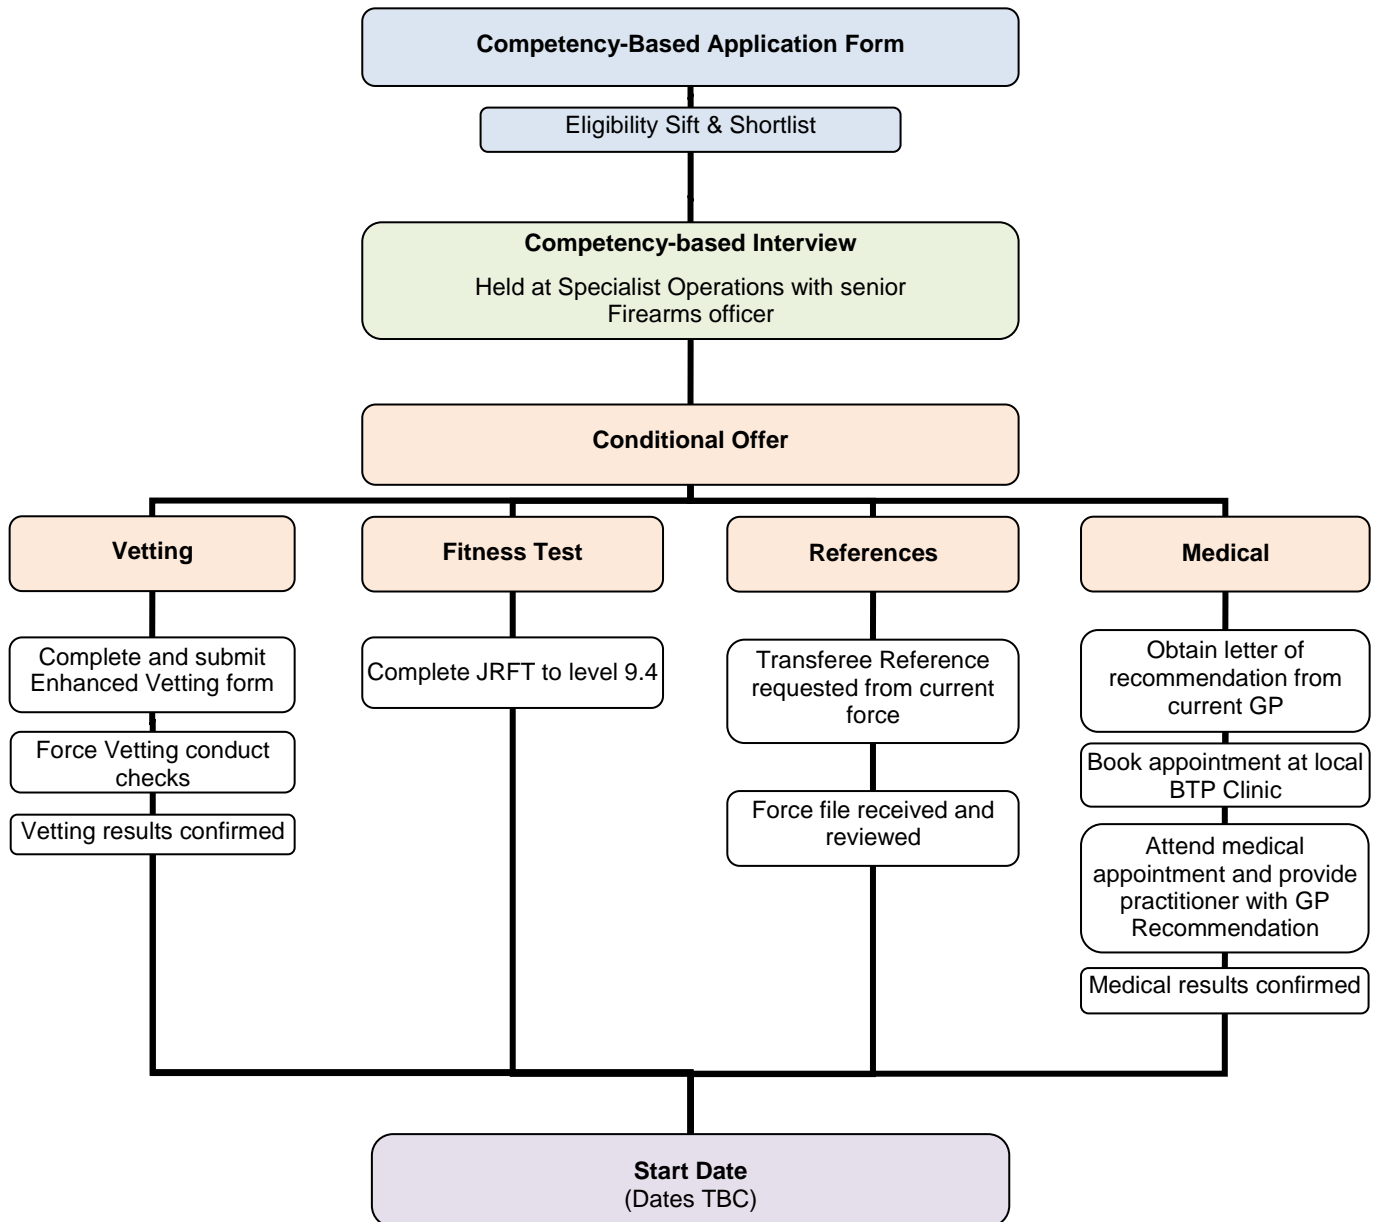 Competency-Based Application Form
Eligibility Sift & Shortlist
Competency-based Interview
Held at Specialist Operations with senior
Firearms officer
Conditional Offer
Vetting
Complete and submit
Enhanced Vetting form
Force Vetting conduct
checks
Vetting results confirmed
Fitness Test
Complete JRFT to level 9.4
References
Transferee Reference
requested from current
force
Force file received and
reviewed
Medical
Obtain letter of
recommendation from
current GP
Book appointment at local
BTP Clinic
Attend medical
appointment and provide
practitioner with GP
Recommendation
Medical results confirmed
Start Date
(Dates TBC)